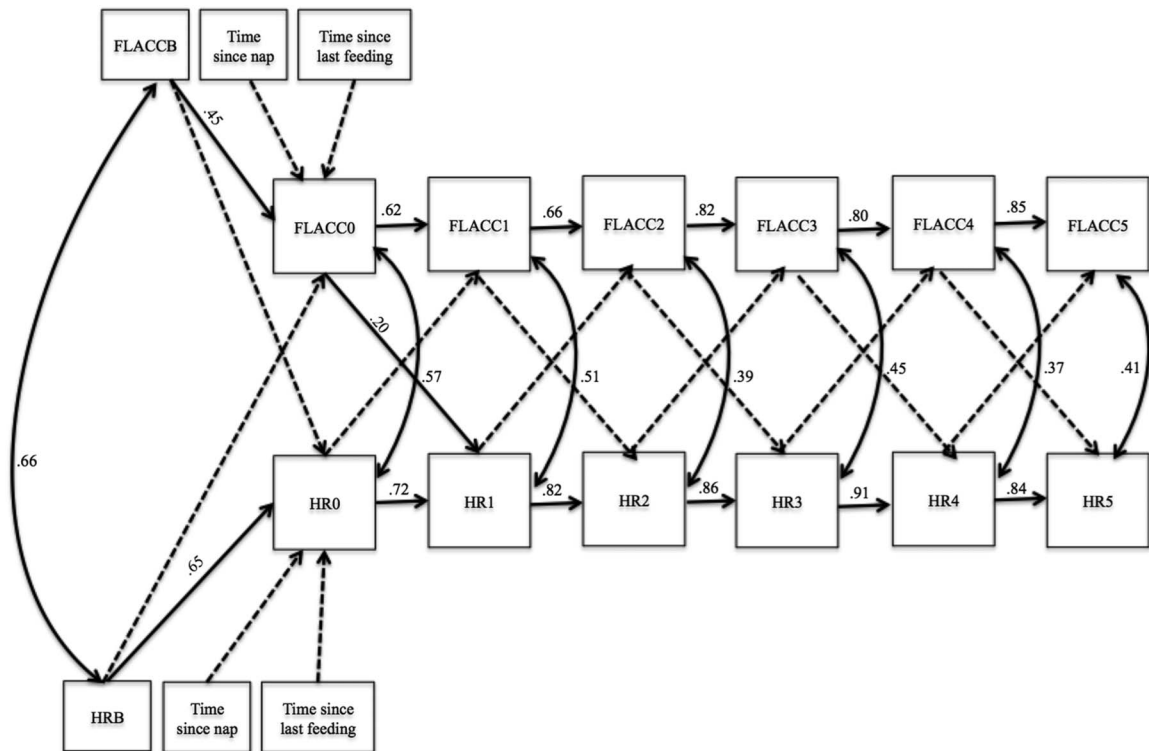 FLACCB
Time
since nap
Time since
last feeding
.45
FLACC0
.62
FLACC1
.66
FLACC2
.82
FLACC3
.80
FLACC4
.85
FLACC5
.20
.57
.51
.39
.45
.37
.41
.66
HR0
.72
HR1
.82
HR2
.86
HR3
.91
HR4
.84
HR5
.65
HRB
Time
since nap
Time since
last feeding